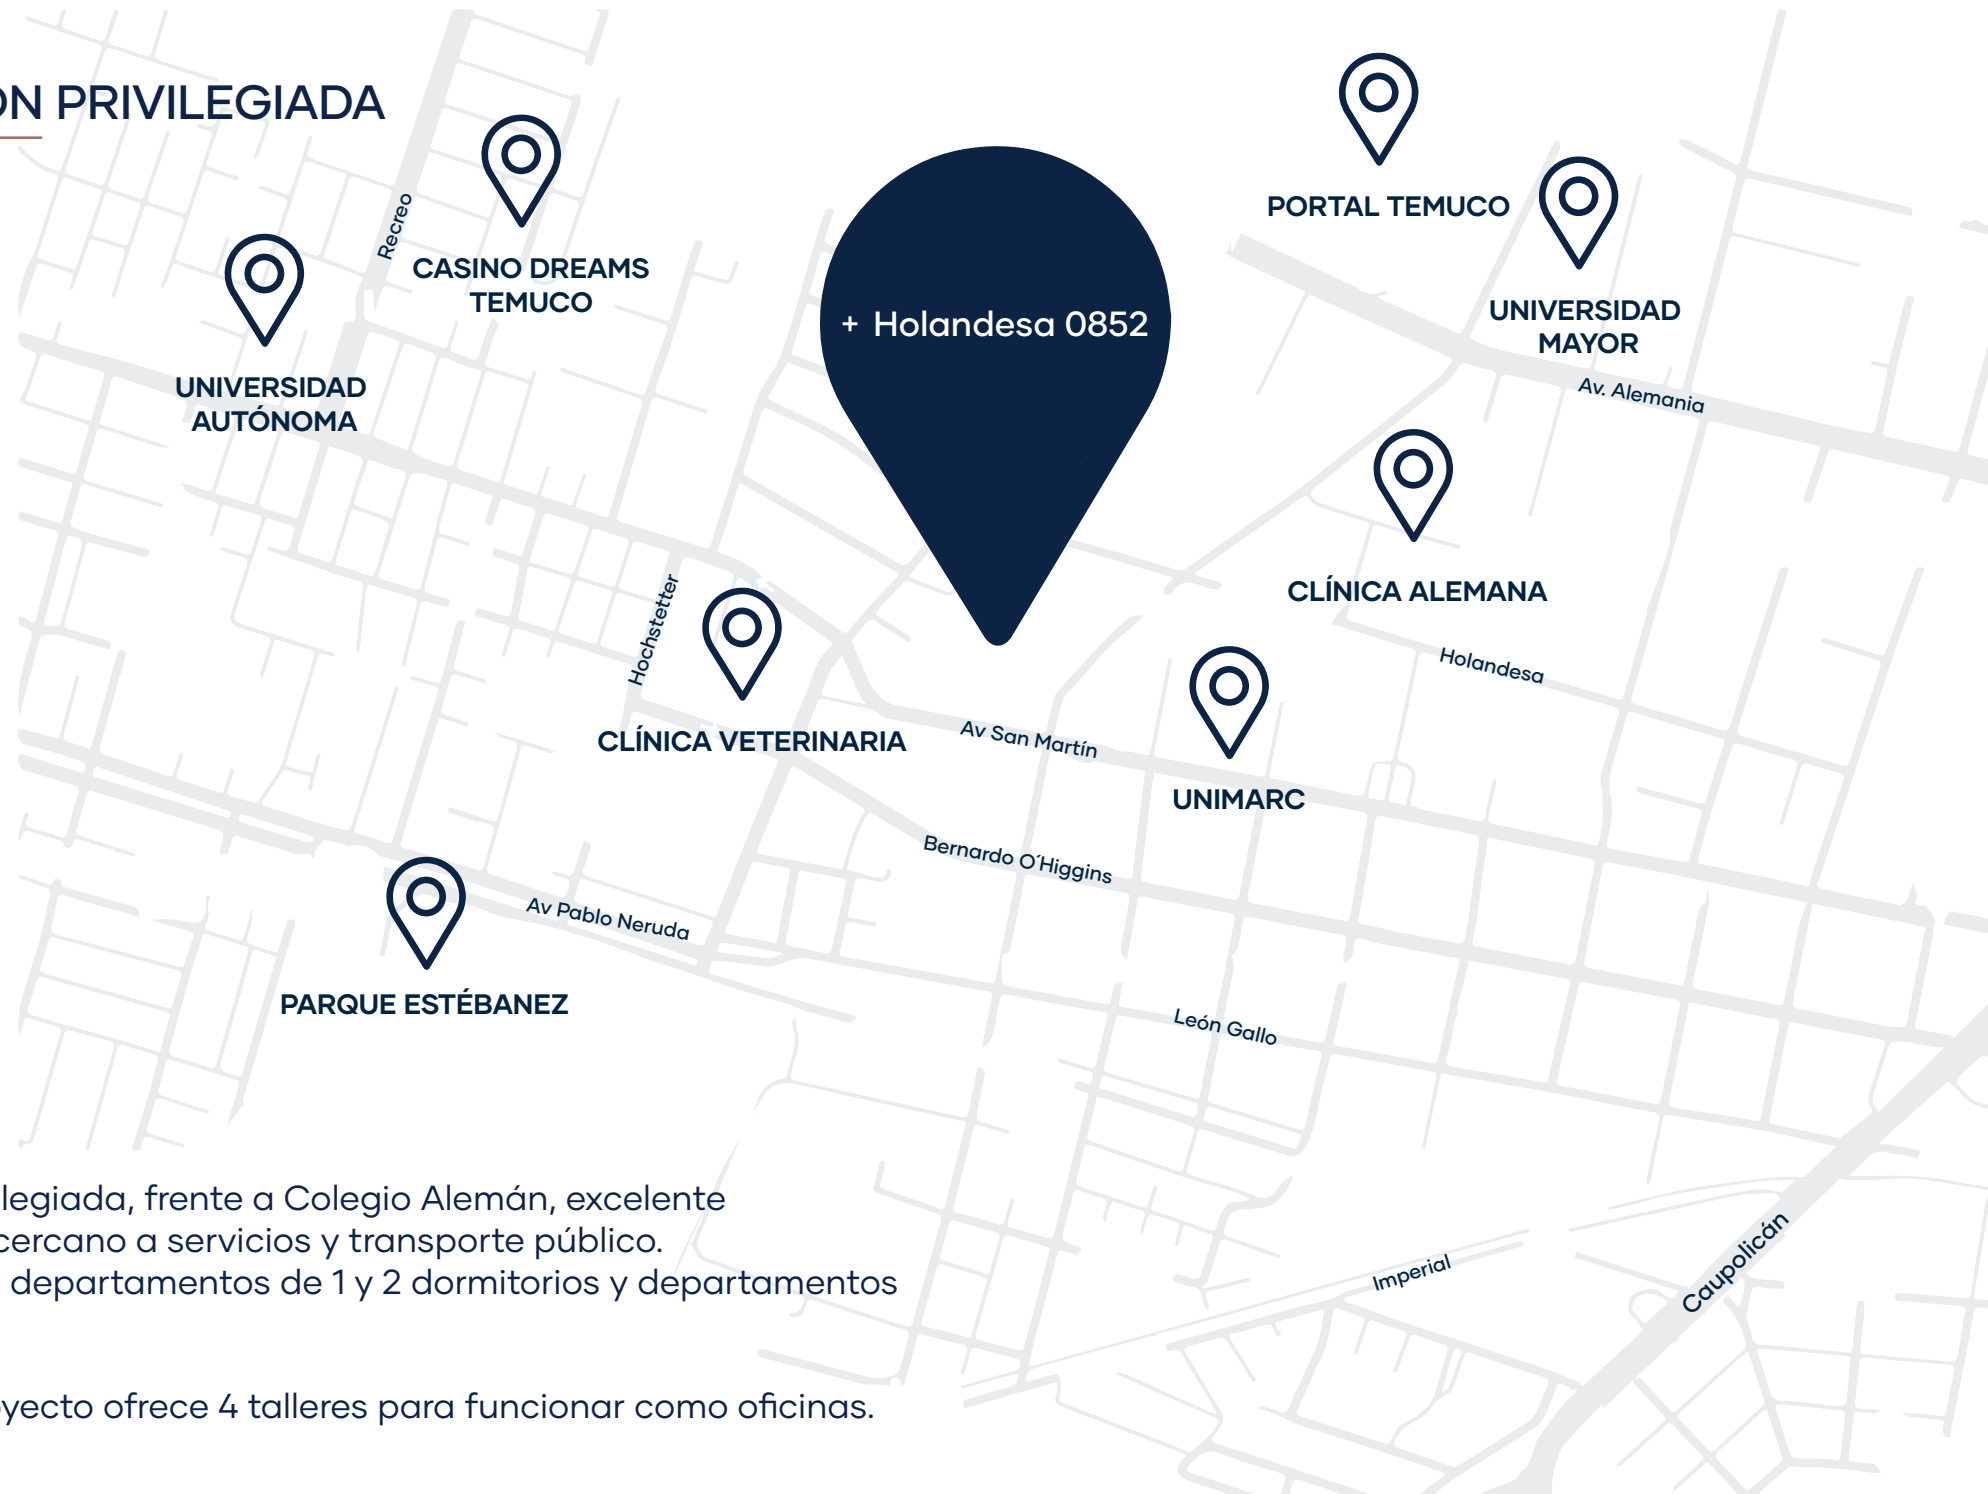 PRIVILEGIADA
PORTAL TEMUCO
Recreo
CASINO DREAMS
TEMUCO
UNIVERSIDAD
MAYOR
+ Holandesa 0852
UNIVERSIDAD
AUTÓNOMA
Av. Alemania
CLÍNICA ALEMANA
Hochstetter
Holandesa
CLÍNICA VETERINARIA
Av San Martín
UNIMARC
Bernardo O´Higgins
Av Pablo Neruda
PARQUE ESTÉBANEZ
León Gallo
legiada, frente a Colegio Alemán, excelente
cercano a servicios y transporte público.
departamentos de 1 y 2 dormitorios y departamentos
Imperial
Caupolicán
yecto ofrece 4 talleres para funcionar como oficinas.